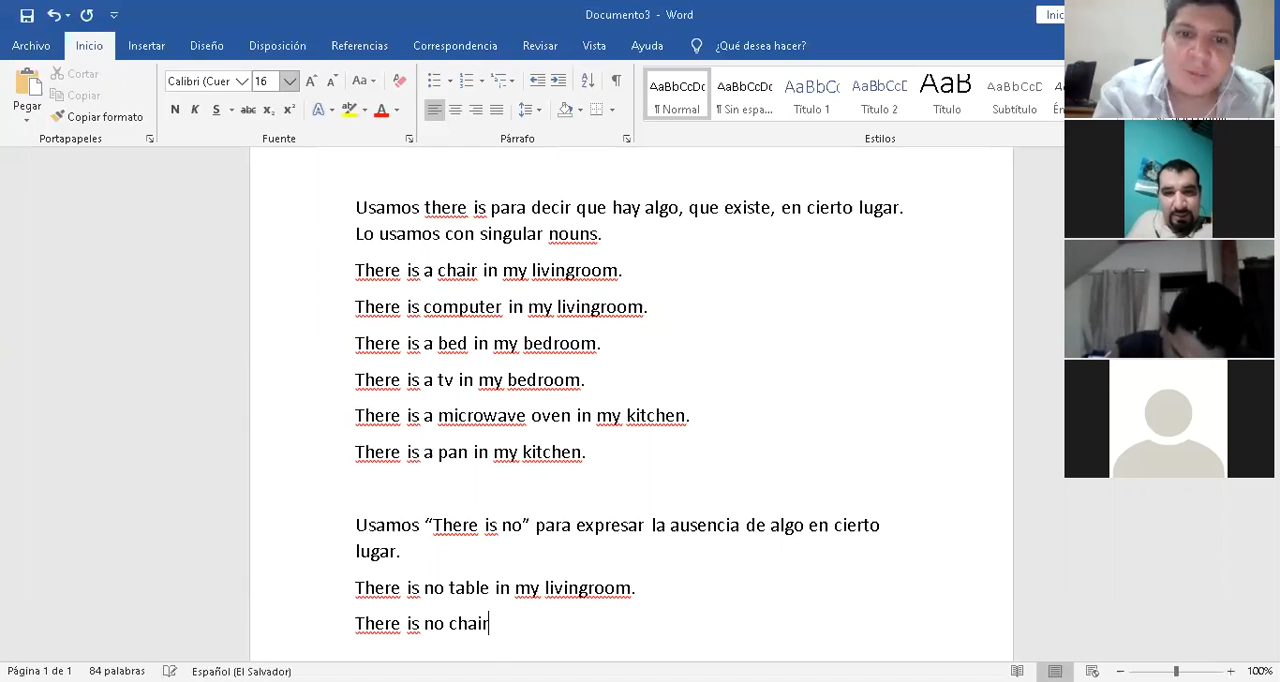 Documento3 - Word
Inic
Archivo Inicio Insertar Diseño Disposición Referencias Correspondencia Revisar Vista Ayuda ¿Qué desea hacer?
Pegar
Cortar
Copiar
Copiar formato
Portapapeles
Calibri (Cuer 16
N K S abc x₂ x²
Fuente
Párrafo
AaBbCcDc AaBbCcDc AaBbCc AaBbCcD AaB AaBbCcD
¶ Normal ¶ Sin espa... Título 1 Título 2 Título Subtítulo
Estilos
Usamos there is para decir que hay algo, que existe, en cierto lugar.
Lo usamos con singular nouns.
There is a chair in my livingroom.
There is computer in my livingroom.
There is a bed in my bedroom.
There is a tv in my bedroom.
There is a microwave oven in my kitchen.
There is a pan in my kitchen.
Usamos “There is no” para expresar la ausencia de algo en cierto
lugar.
There is no table in my livingroom.
There is no chair
Página 1 de 1 84 palabras Español (El Salvador) 100%